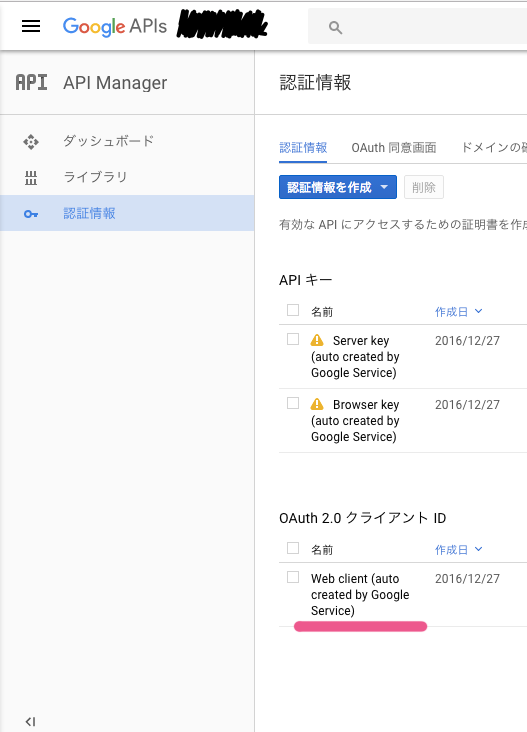 Google APIs
API API Manager
認証情報
ダッシュボード
ライブラリ
認証情報
認証情報 OAuth 同意画面 ドメインの
認証情報を作成 削除
有効な API にアクセスするための証明書を作
API キー
名前 作成日
Server key 2016/12/27
(auto created by
Google Service)
Browser key 2016/12/27
(auto created by
Google Service)
OAuth 2.0 クライアント ID
名前 作成日
Web client (auto 2016/12/27
created by Google
Service)